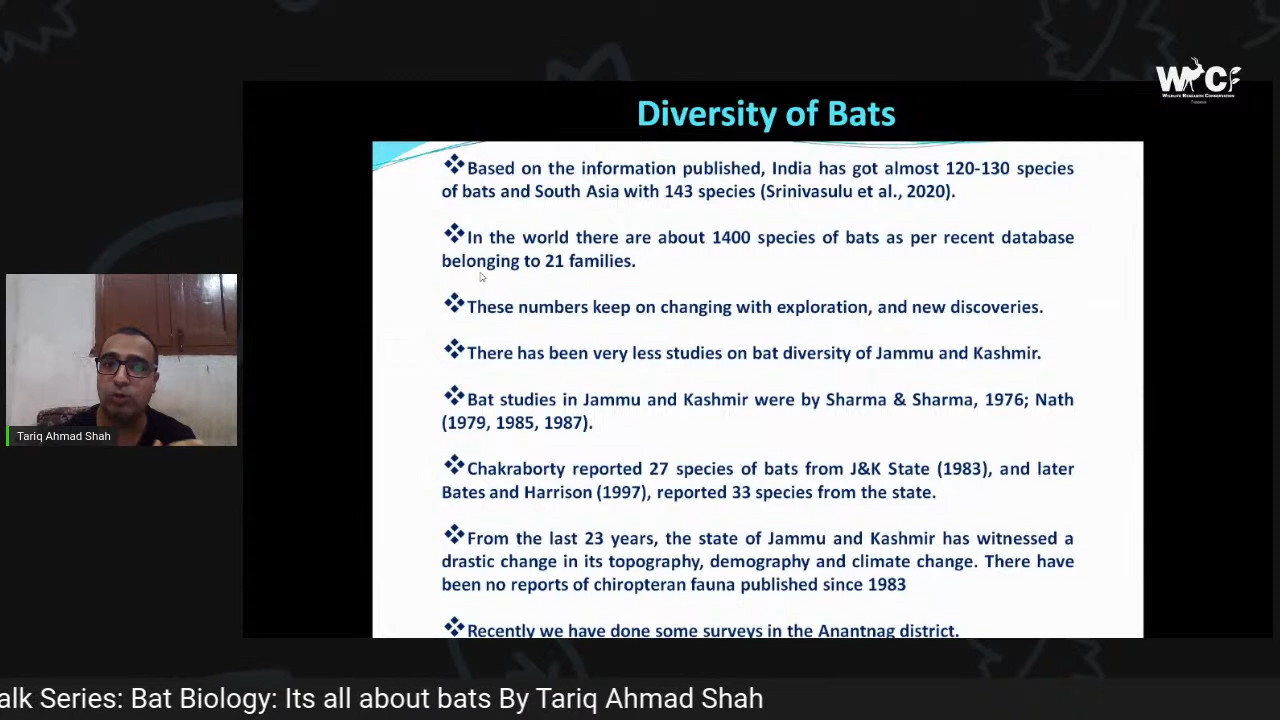 WRCF
WILDLIFE RESEARCH CONSERVATION
Diversity of Bats
❖Based on the information published, India has got almost 120-130 species
of bats and South Asia with 143 species (Srinivasulu et al., 2020).
❖In the world there are about 1400 species of bats as per recent database
belonging to 21 families.
❖These numbers keep on changing with exploration, and new discoveries.
❖There has been very less studies on bat diversity of Jammu and Kashmir.
❖Bat studies in Jammu and Kashmir were by Sharma & Sharma, 1976; Nath
(1979, 1985, 1987).
❖Chakraborty reported 27 species of bats from J&K State (1983), and later
Bates and Harrison (1997), reported 33 species from the state.
❖From the last 23 years, the state of Jammu and Kashmir has witnessed a
drastic change in its topography, demography and climate change. There have
been no reports of chiropteran fauna published since 1983
❖Recently we have done some surveys in the Anantnag district.
Tariq Ahmad Shah
alk Series: Bat Biology: Its all about bats By Tariq Ahmad Shah